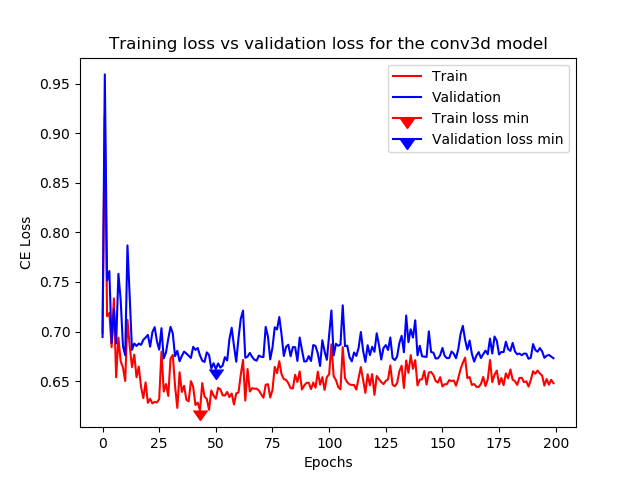 Training loss vs validation loss for the conv3d model
Train
Validation
Train loss min
Validation loss min
0.95
0.90
0.85
0.80
0.75
0.70
0.65
CE Loss
0 25 50 75 100 125 150 175 200
Epochs